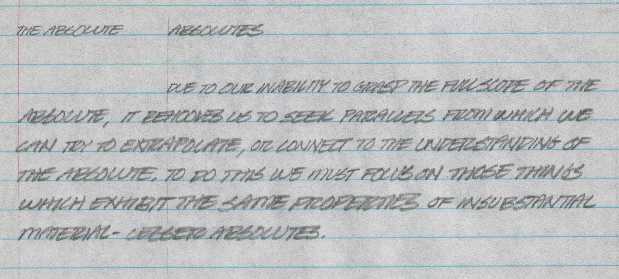 THE ABSOLUTE ABSOLUTES
DUE TO OUR INABILITY TO GRASP THE FULL SCOPE OF THE
ABSOLUTE, IT BEHOOVES US TO SEEK PARALLELS FROM WHICH WE
CAN TRY TO EXTRAPOLATE, OR CONNECT TO THE UNDERSTANDING OF
THE ABSOLUTE. TO DO THIS WE MUST FOCUS ON THOSE THINGS
WHICH EXHIBIT THE SAME PROPERTIES OF INSUBSTANTIAL
MATERIAL - LESSER ABSOLUTES.